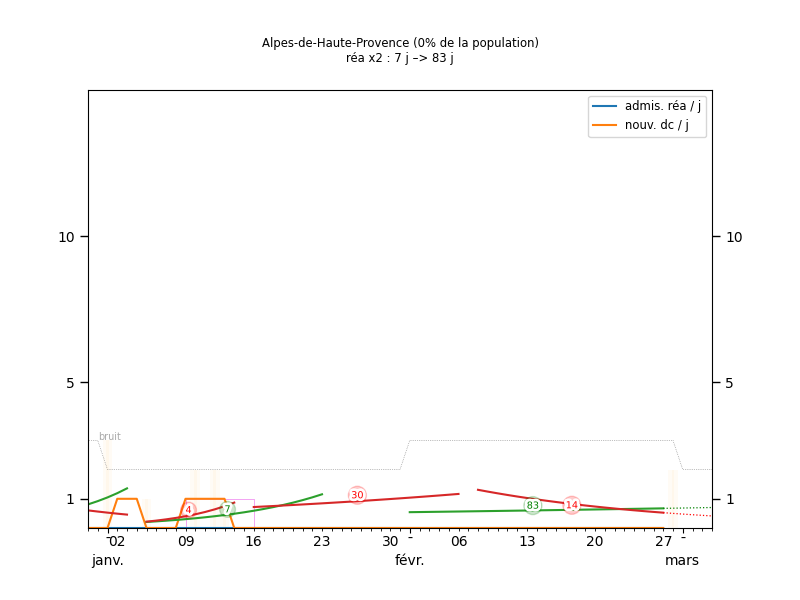 Alpes-de-Haute-Provence (0% de la population)
réa x2 : 7 j –> 83 j
admis. réa / j
nouv. dc / j
10 10
5 5
bruit
1 1
30
4 7 83 14
02 09 16 23 30 06 13 20 27
janv. févr. mars